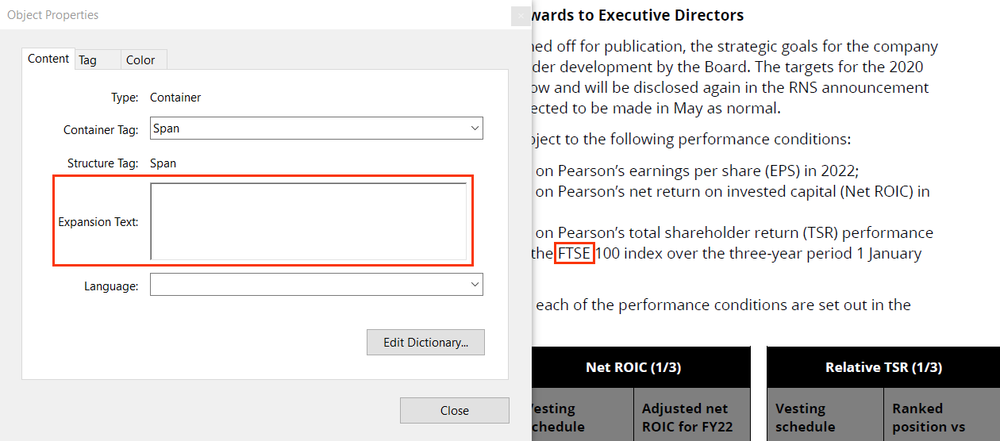 Object Properties
Content Tag Color
Type: Container
Container Tag: Span
Structure Tag: Span
Expansion Text:
Language:
Edit Dictionary...
Close
to Executive Directors
off for publication, the strategic goals for the company
development by the Board. The targets for the 2020
and will be disclosed again in the RNS announcement
to be made in May as normal.
to the following performance conditions:
on Pearson’s earnings per share (EPS) in 2022;
on Pearson’s net return on invested capital (Net ROIC) in
on Pearson’s total shareholder return (TSR) performance
the FTSE 100 index over the three-year period 1 January
each of the performance conditions are set out in the
Net ROIC (1/3)
Vesting
schedule
Adjusted net
ROIC for FY22
Relative TSR (1/3)
Vesting
schedule
Ranked
position vs